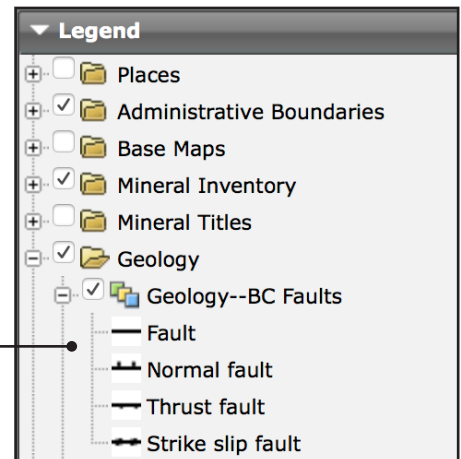 Legend
Places
Administrative Boundaries
Base Maps
Mineral Inventory
Mineral Titles
Geology
Geology--BC Faults
Fault
Normal fault
Thrust fault
Strike slip fault